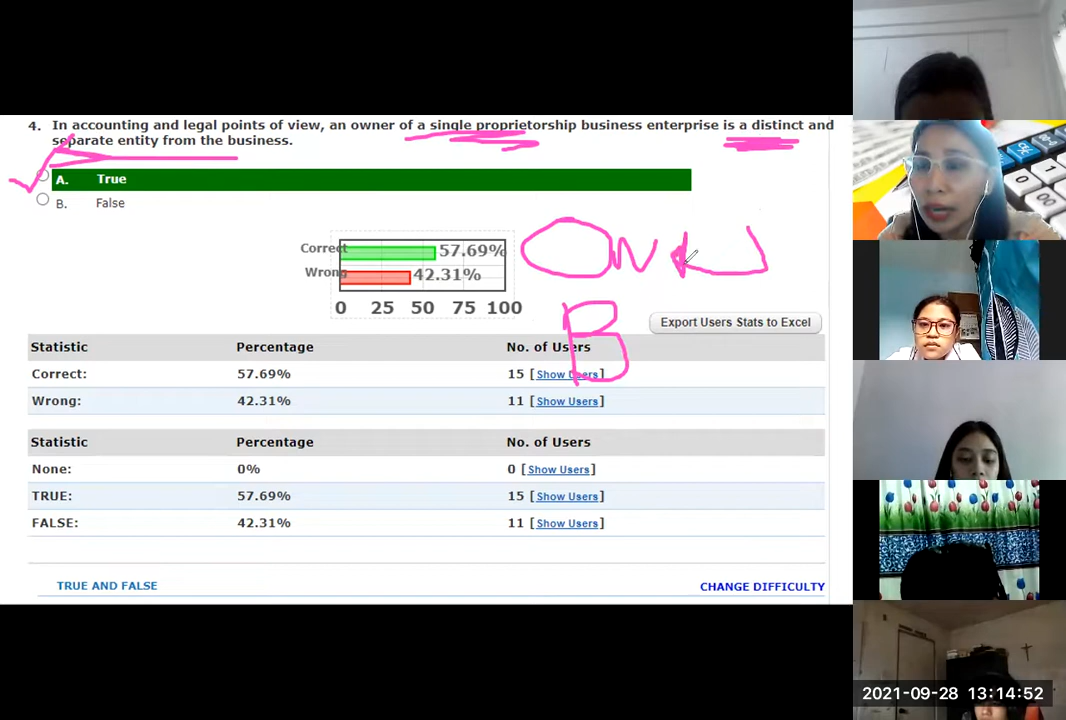 4. In accounting and legal points of view, an owner of a single proprietorship business enterprise is a distinct and
separate entity from the business.
A. True
B. False
Correct 57.69%
Wrong 42.31%
0 25 50 75 100
B
Export Users Stats to Excel
Statistic Percentage No. of Users
Correct: 57.69% 15 [Show Users]
Wrong: 42.31% 11 [Show Users]
Statistic Percentage No. of Users
None: 0% 0 [Show Users]
TRUE: 57.69% 15 [Show Users]
FALSE: 42.31% 11 [Show Users]
TRUE AND FALSE CHANGE DIFFICULTY
2021-09-28 13:14:52